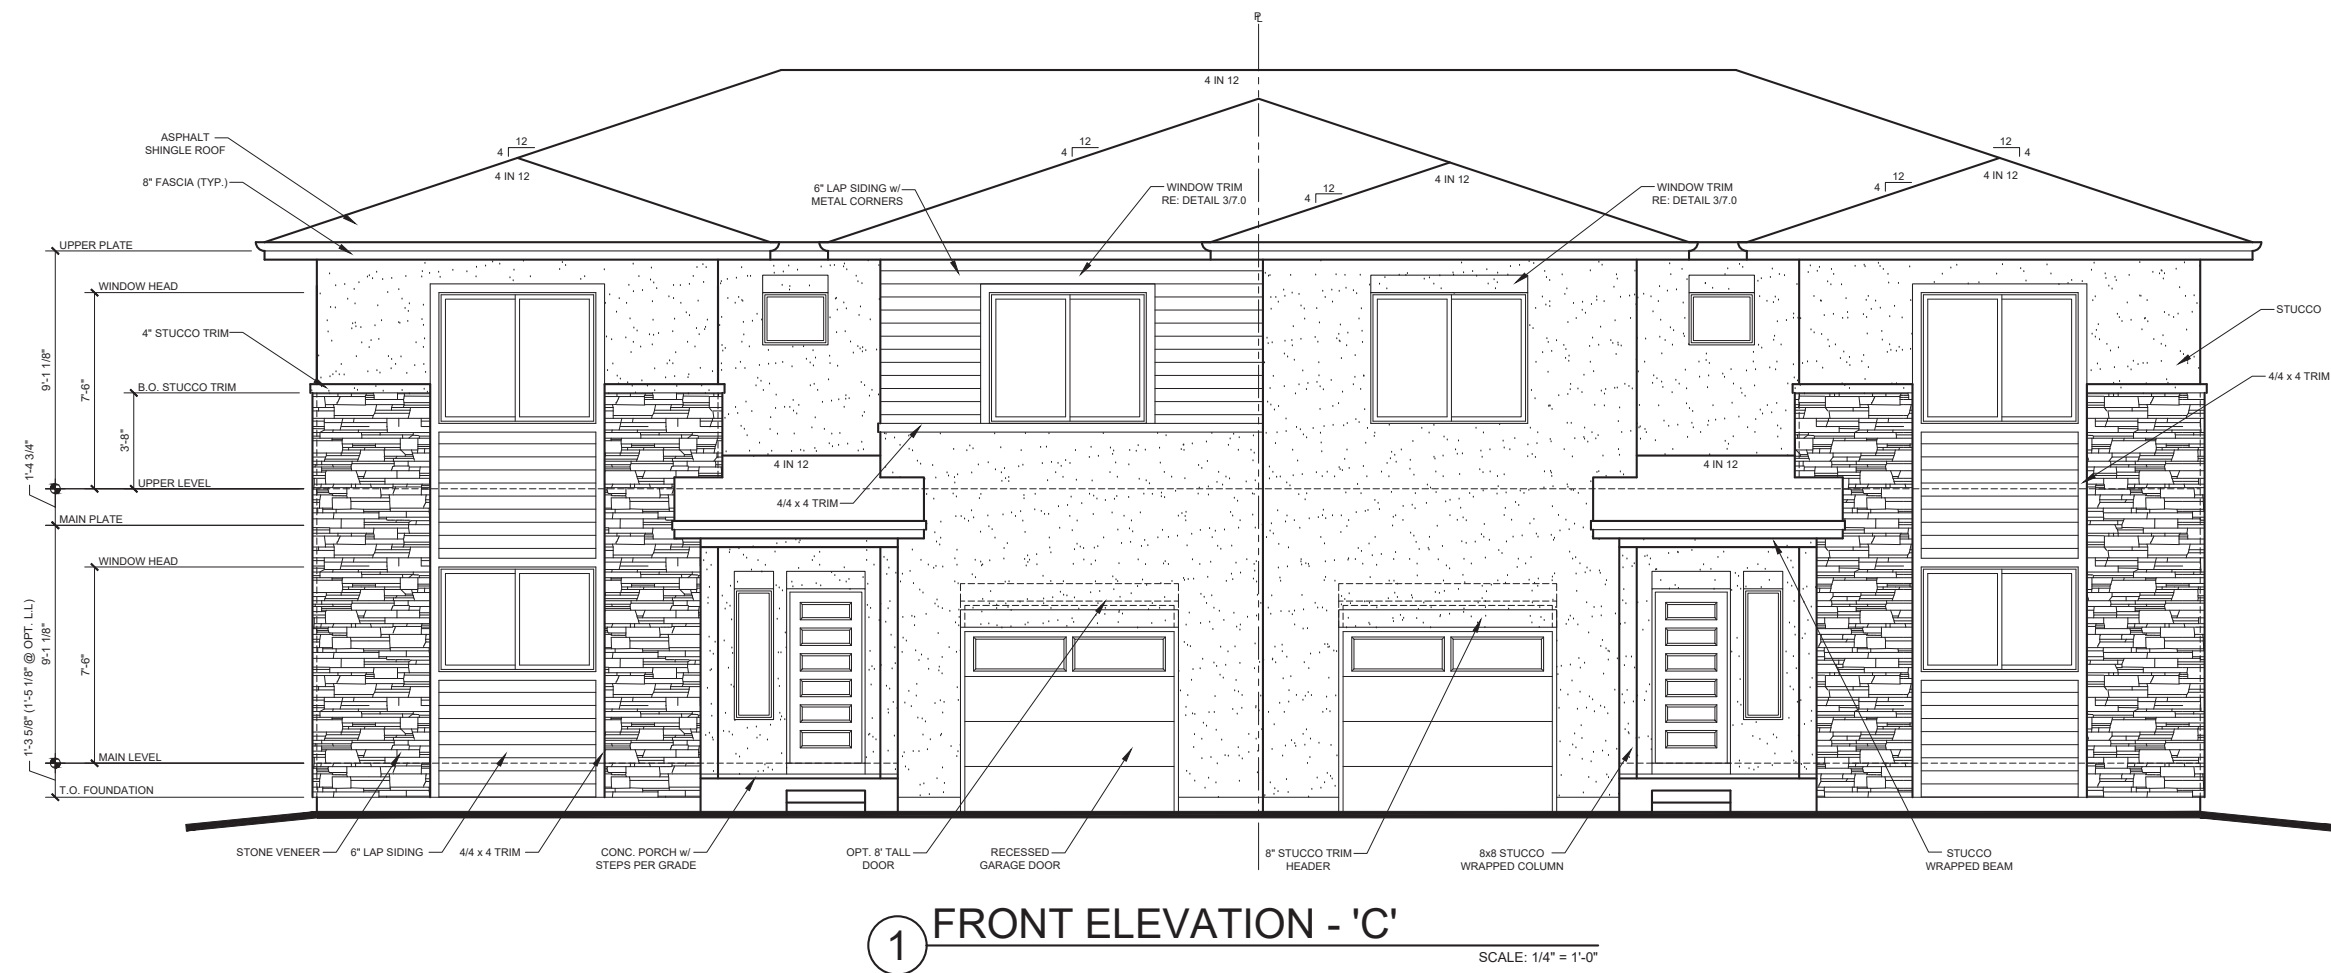 PL
4 IN 12
ASPHALT
SHINGLE ROOF
12
4
12
4
12
4
4 IN 12
8" FASCIA (TYP.)
6" LAP SIDING w/
METAL CORNERS
WINDOW TRIM
RE: DETAIL 3/7.0
12
4
4 IN 12
WINDOW TRIM
RE: DETAIL 3/7.0
12
4
4 IN 12
UPPER PLATE
WINDOW HEAD
STUCCO
4" STUCCO TRIM
9'-1 1/8"
7'-6"
B.O. STUCCO TRIM
4/4 x 4 TRIM
3'-8"
1'-4 3/4"
4 IN 12
4 IN 12
UPPER LEVEL
4/4 x 4 TRIM
MAIN PLATE
WINDOW HEAD
1'-3 5/8" (1'-5 1/8" @ OPT. L.L)
9'-1 1/8"
7'-6"
MAIN LEVEL
T.O. FOUNDATION
STONE VENEER
6" LAP SIDING
4/4 x 4 TRIM
CONC. PORCH w/
STEPS PER GRADE
OPT. 8' TALL
DOOR
RECESSED
GARAGE DOOR
8" STUCCO TRIM
HEADER
8x8 STUCCO
WRAPPED COLUMN
STUCCO
WRAPPED BEAM
1
FRONT ELEVATION - 'C'
SCALE: 1/4" = 1'-0"